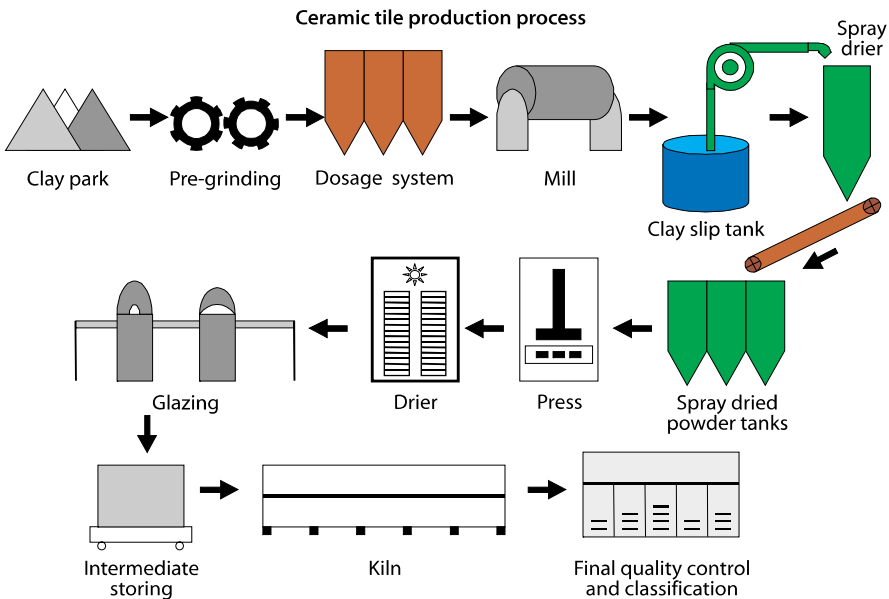 Ceramic tile production process
Spray
drier
Clay park
Pre-grinding
Dosage system
Mill
Clay slip tank
Glazing
Drier
Press
Spray dried
powder tanks
Intermediate
storing
Kiln
Final quality control
and classification